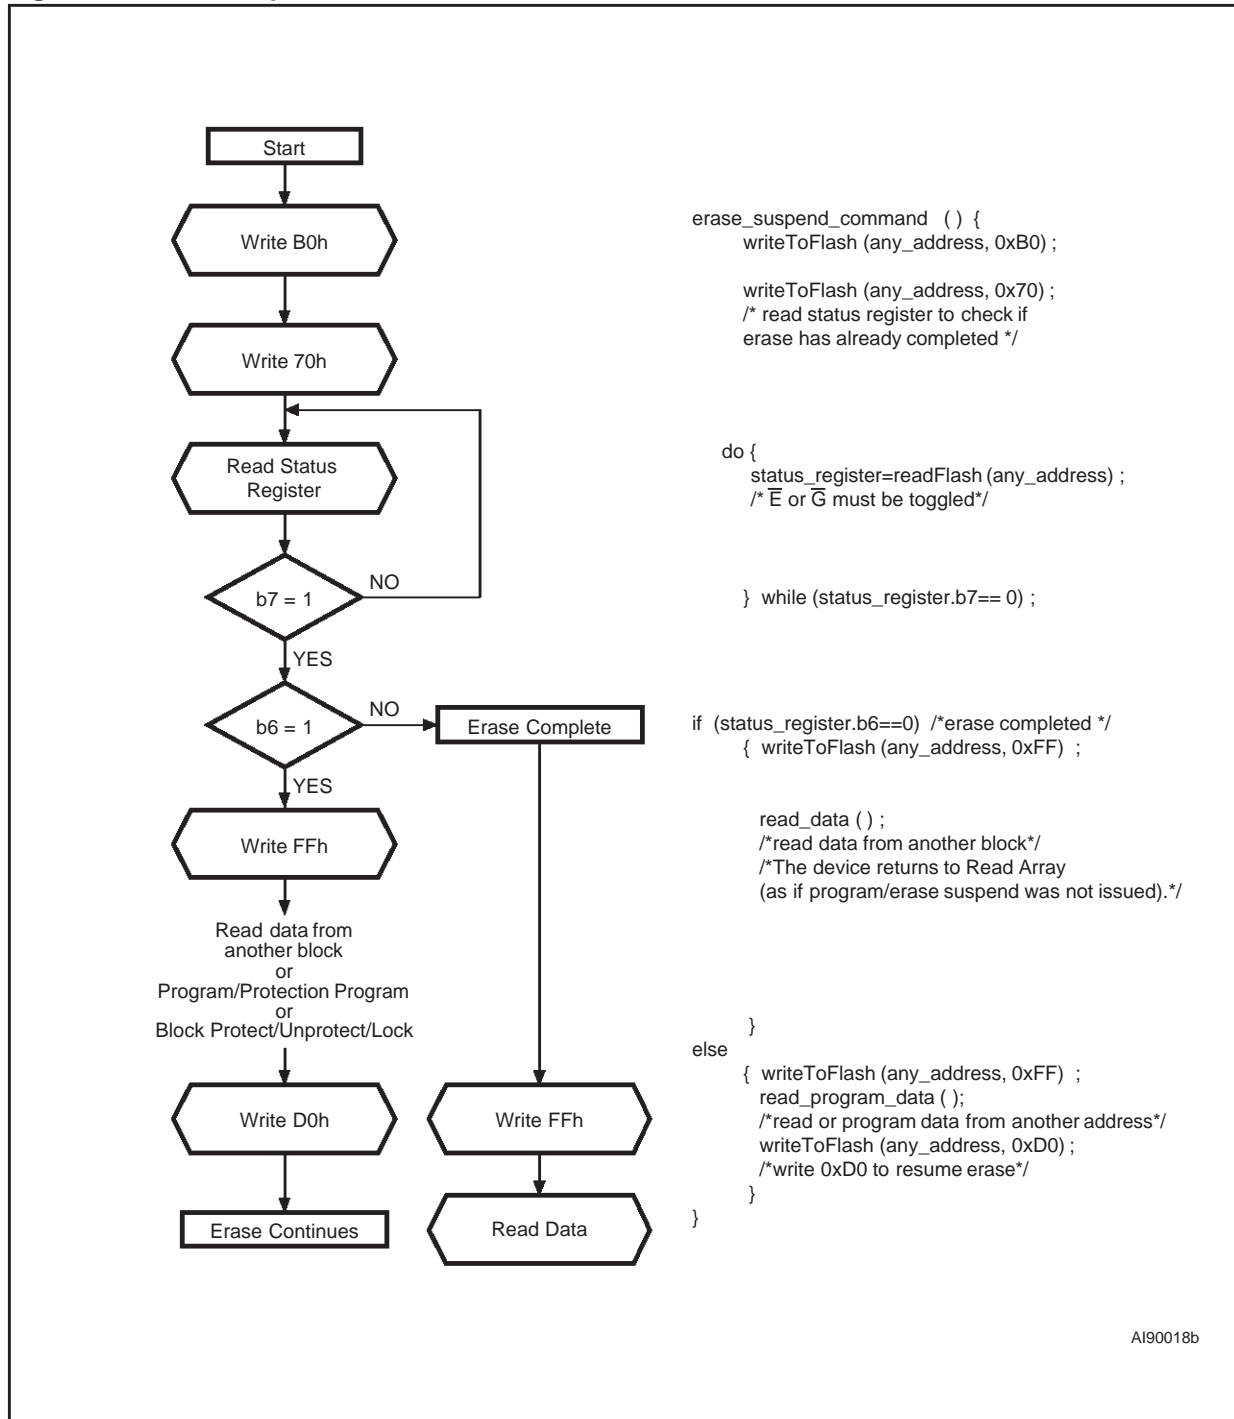 Start
Write B0h
Write 70h
Read Status
Register
NO
b7 = 1
YES
NO
b6 = 1
Erase Complete
YES
Write FFh
Read data from
another block
or
Program/Protection Program
or
Block Protect/Unprotect/Lock
Write D0h
Write FFh
Erase Continues
Read Data
erase_suspend_command ( ) {
writeToFlash (any_address, 0xB0) ;
writeToFlash (any_address, 0x70) ;
/* read status register to check if
erase has already completed */
do {
status_register=readFlash (any_address) ;
/* E̅ or G̅ must be toggled*/
} while (status_register.b7== 0) ;
if (status_register.b6==0) /*erase completed */
{ writeToFlash (any_address, 0xFF) ;
read_data ( ) ;
/*read data from another block*/
/*The device returns to Read Array
(as if program/erase suspend was not issued).*/
}
else
{ writeToFlash (any_address, 0xFF) ;
read_program_data ( );
/*read or program data from another address*/
writeToFlash (any_address, 0xD0) ;
/*write 0xD0 to resume erase*/
}
}
AI90018b